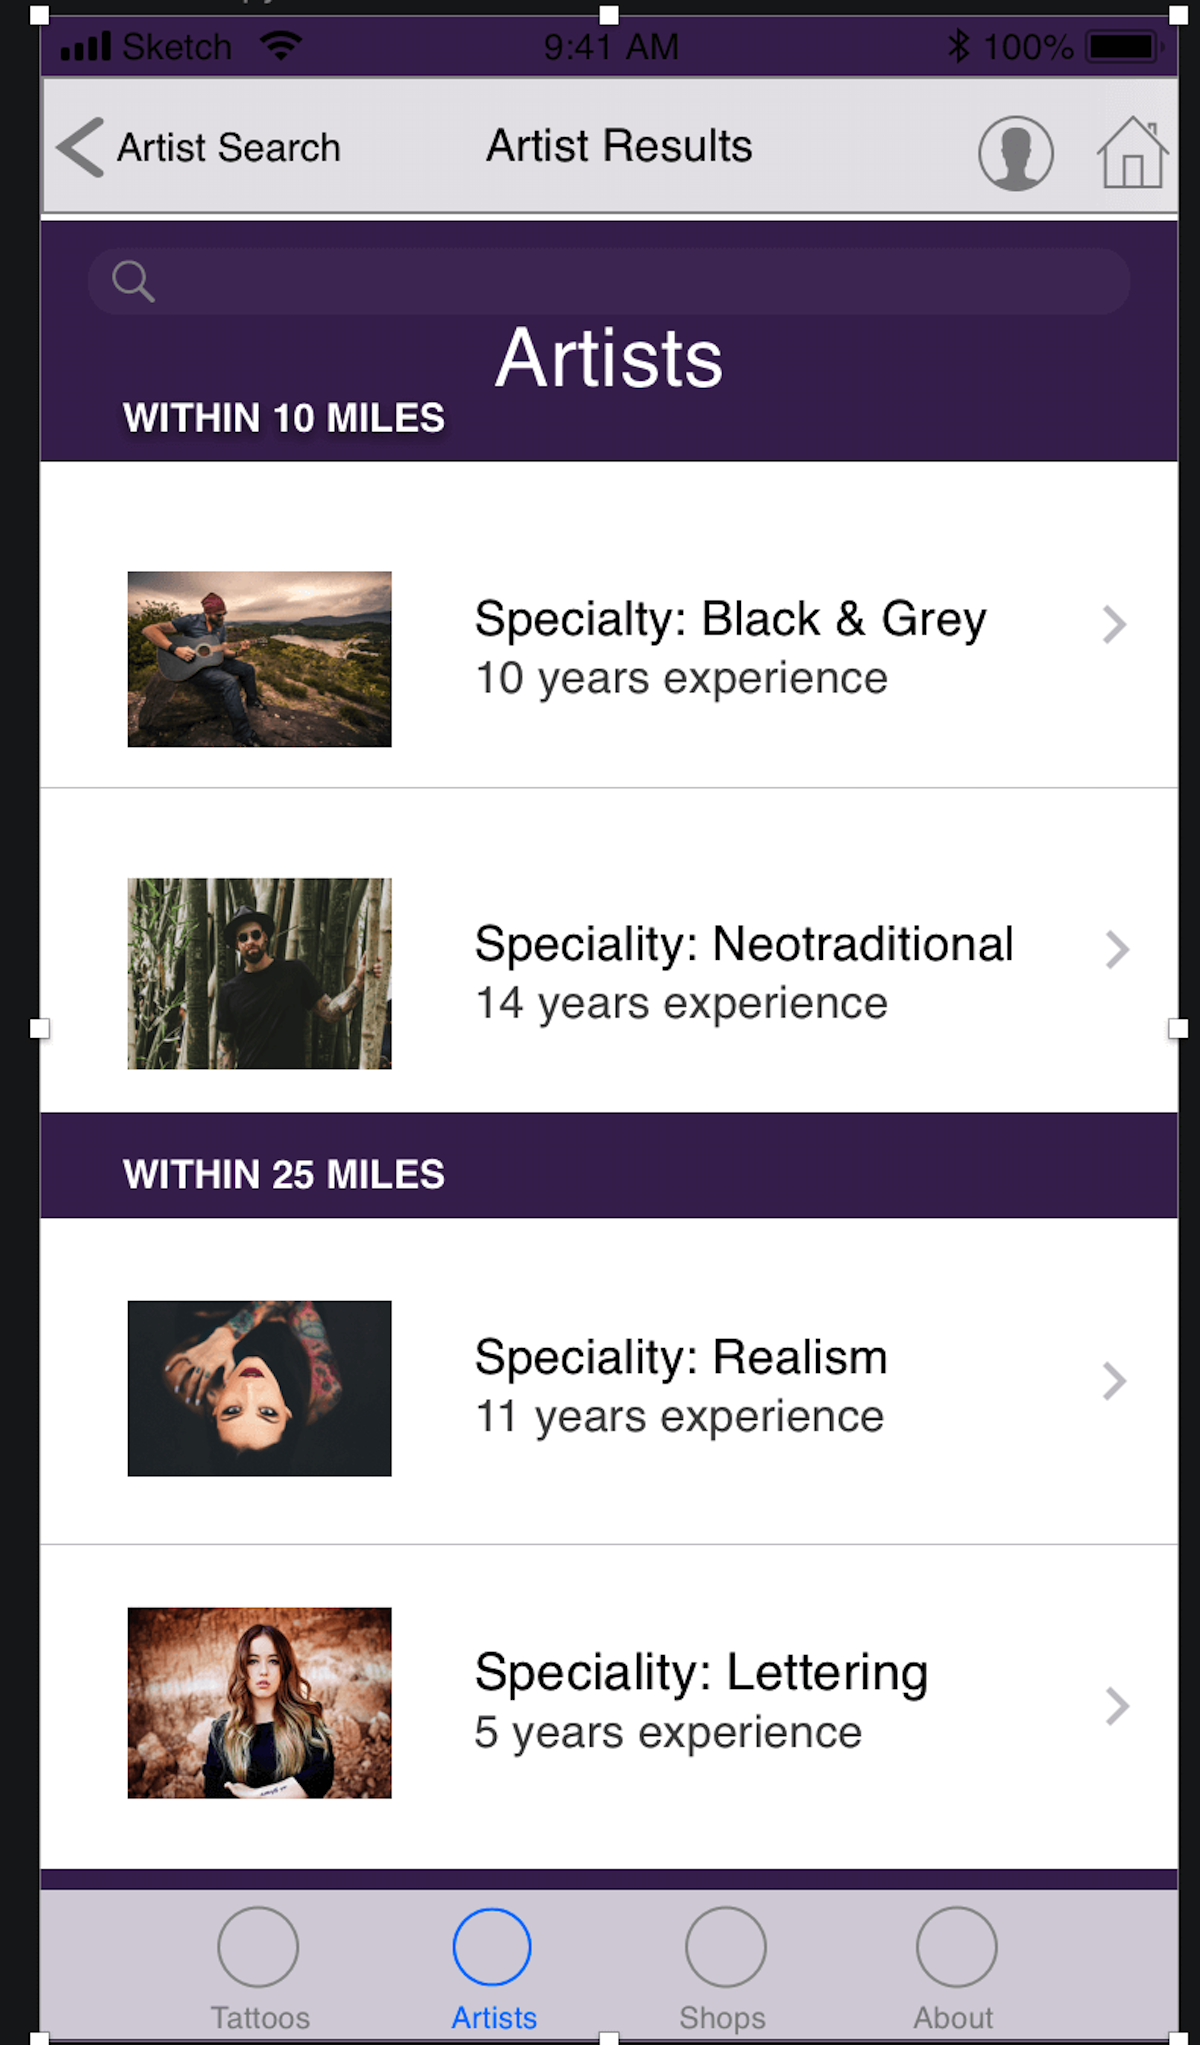 Sketch 9:41 AM 100%
Artist Search Artist Results
Artists
WITHIN 10 MILES
Specialty: Black & Grey
10 years experience
Speciality: Neotraditional
14 years experience
WITHIN 25 MILES
Speciality: Realism
11 years experience
Speciality: Lettering
5 years experience
Tattoos Artists Shops About